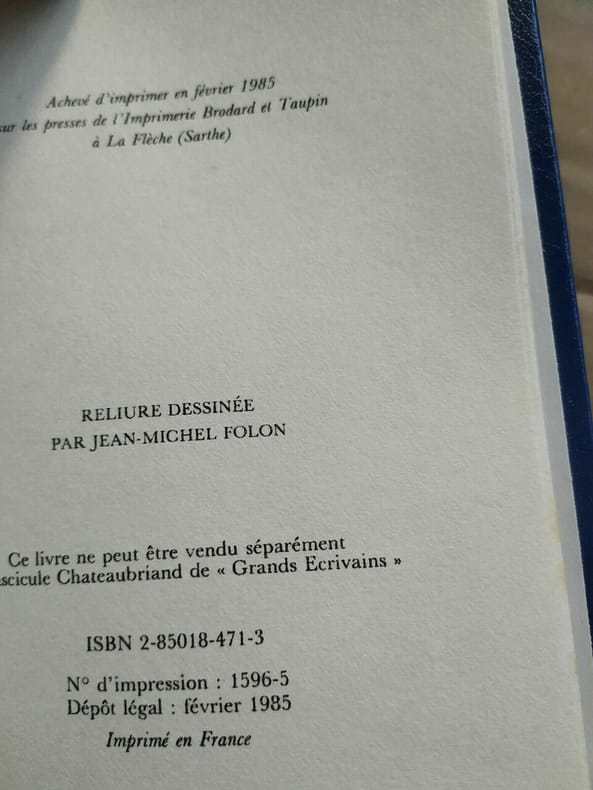 Achevé d'imprimer en février 1985
sur les presses de l'Imprimerie Brodard et Taupin
à La Flèche (Sarthe)
RELIURE DESSINÉE
PAR JEAN-MICHEL FOLON
Ce livre ne peut être vendu séparément
Chateaubriand de « Grands Ecrivains »
ISBN 2-85018-471-3
N° d'impression : 1596-5
Dépôt légal : février 1985
Imprimé en France